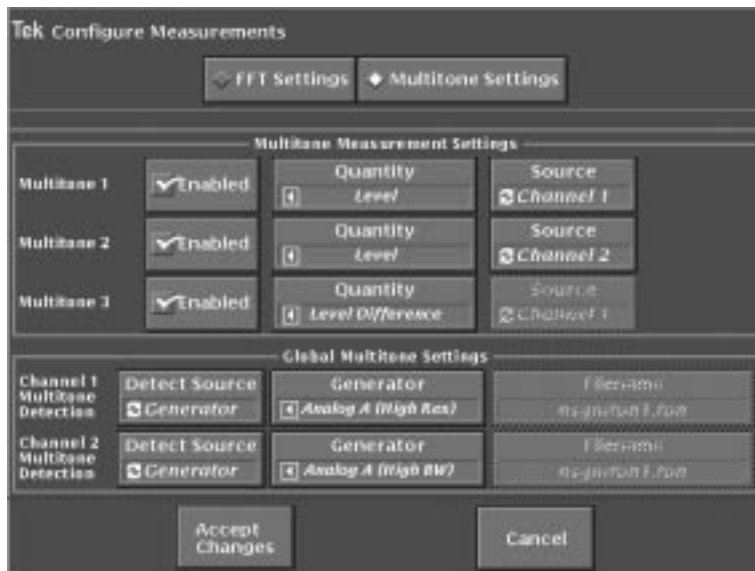 Tek Configure Measurements
FFT Settings
Multitone Settings
Multitone Measurement Settings
Multitone 1
Enabled
Quantity
Level
Source
Channel 1
Multitone 2
Enabled
Quantity
Level
Source
Channel 2
Multitone 3
Enabled
Quantity
Level Difference
Source
Channel 1
Global Multitone Settings
Channel 1
Multitone
Detection
Detect Source
Generator
Generator
Analog A (High Res)
Filename
Channel 2
Multitone
Detection
Detect Source
Generator
Generator
Analog A (High BW)
Filename
Accept
Changes
Cancel